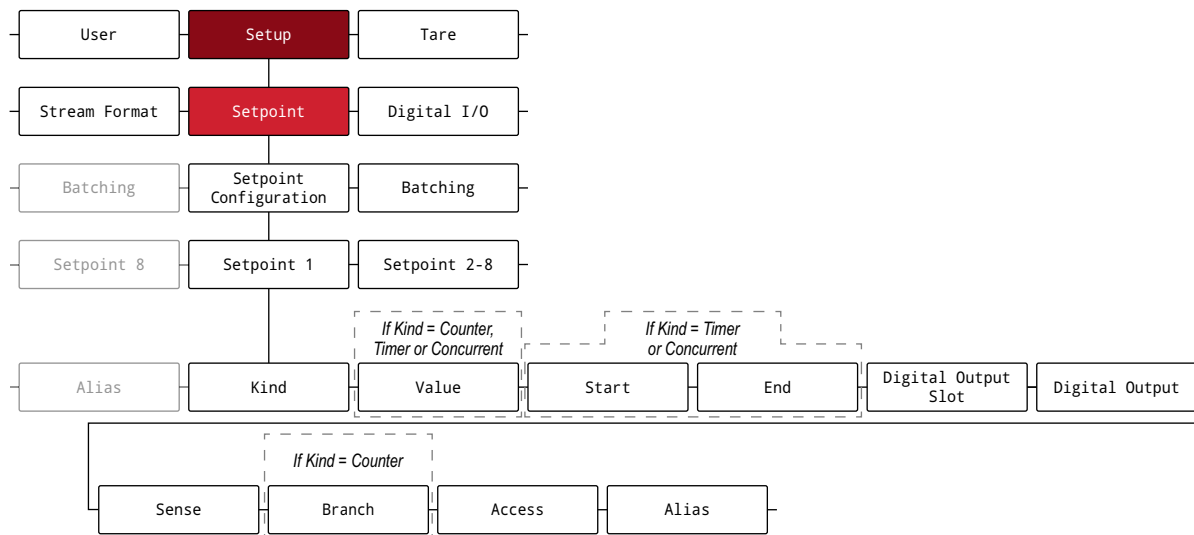 User
Setup
Tare
Stream Format
Setpoint
Digital I/O
Batching
Setpoint
Configuration
Batching
Setpoint 8
Setpoint 1
Setpoint 2-8
If Kind = Counter,
Timer or Concurrent
If Kind = Timer
or Concurrent
Alias
Kind
Value
Start
End
Digital Output
Slot
Digital Output
If Kind = Counter
Sense
Branch
Access
Alias